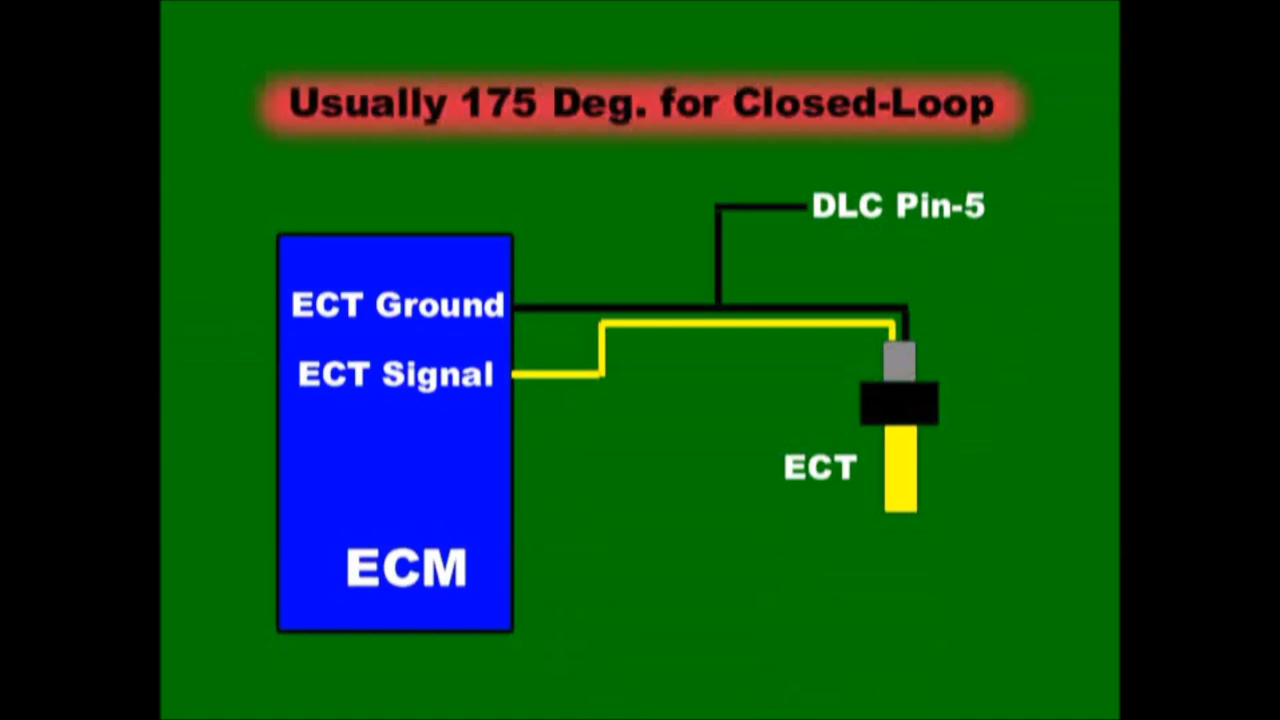 Usually 175 Deg. for Closed-Loop
DLC Pin-5
ECT Ground
ECT Signal
ECT
ECM